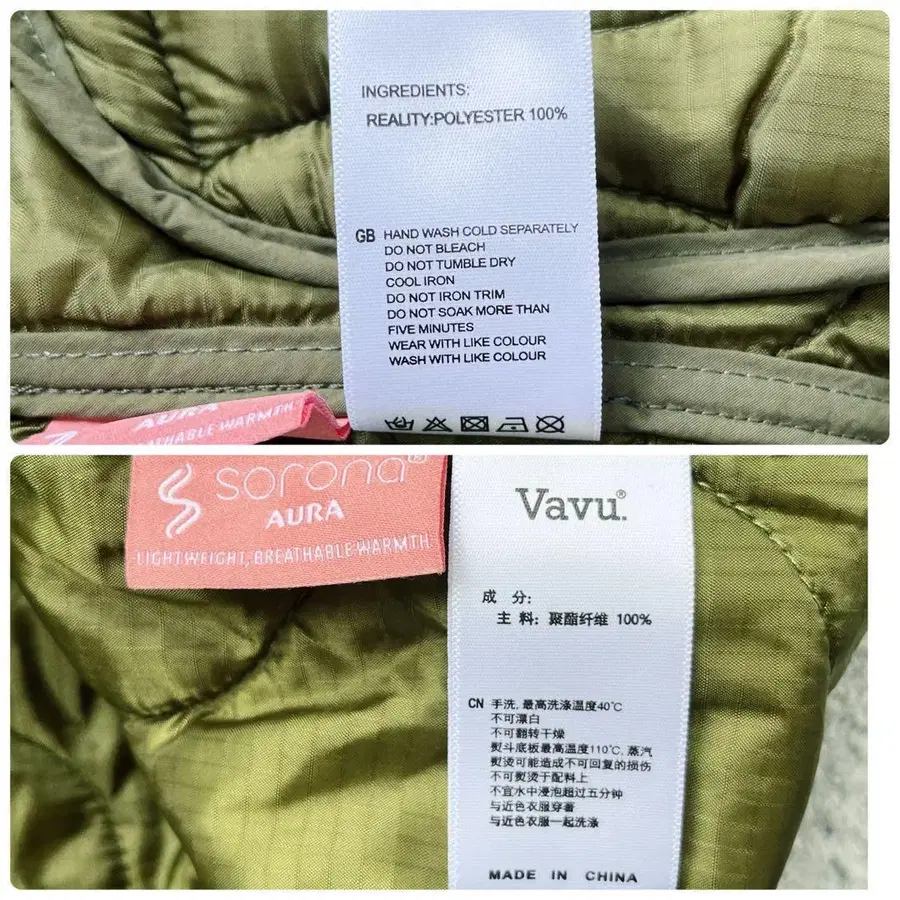 INGREDIENTS:
REALITY:POLYESTER 100%
GB HAND WASH COLD SEPARATELY
DO NOT BLEACH
DO NOT TUMBLE DRY
COOL IRON
DO NOT IRON TRIM
DO NOT SOAK MORE THAN
FIVE MINUTES
WEAR WITH LIKE COLOUR
WASH WITH LIKE COLOUR
AURA
BREATHABLE WARMTH
sorona®
AURA
LIGHTWEIGHT, BREATHABLE WARMTH
Vavu®.
成 分:
主 料: 聚酯纤维 100%
CN 手洗, 最高洗涤温度40℃
不可漂白
不可翻转干燥
熨斗底板最高温度110℃, 蒸汽
熨烫可能造成不可回复的损伤
不可熨烫于配料上
不宜水中浸泡超过五分钟
与近色衣服穿著
与近色衣服一起洗涤
MADE IN CHINA